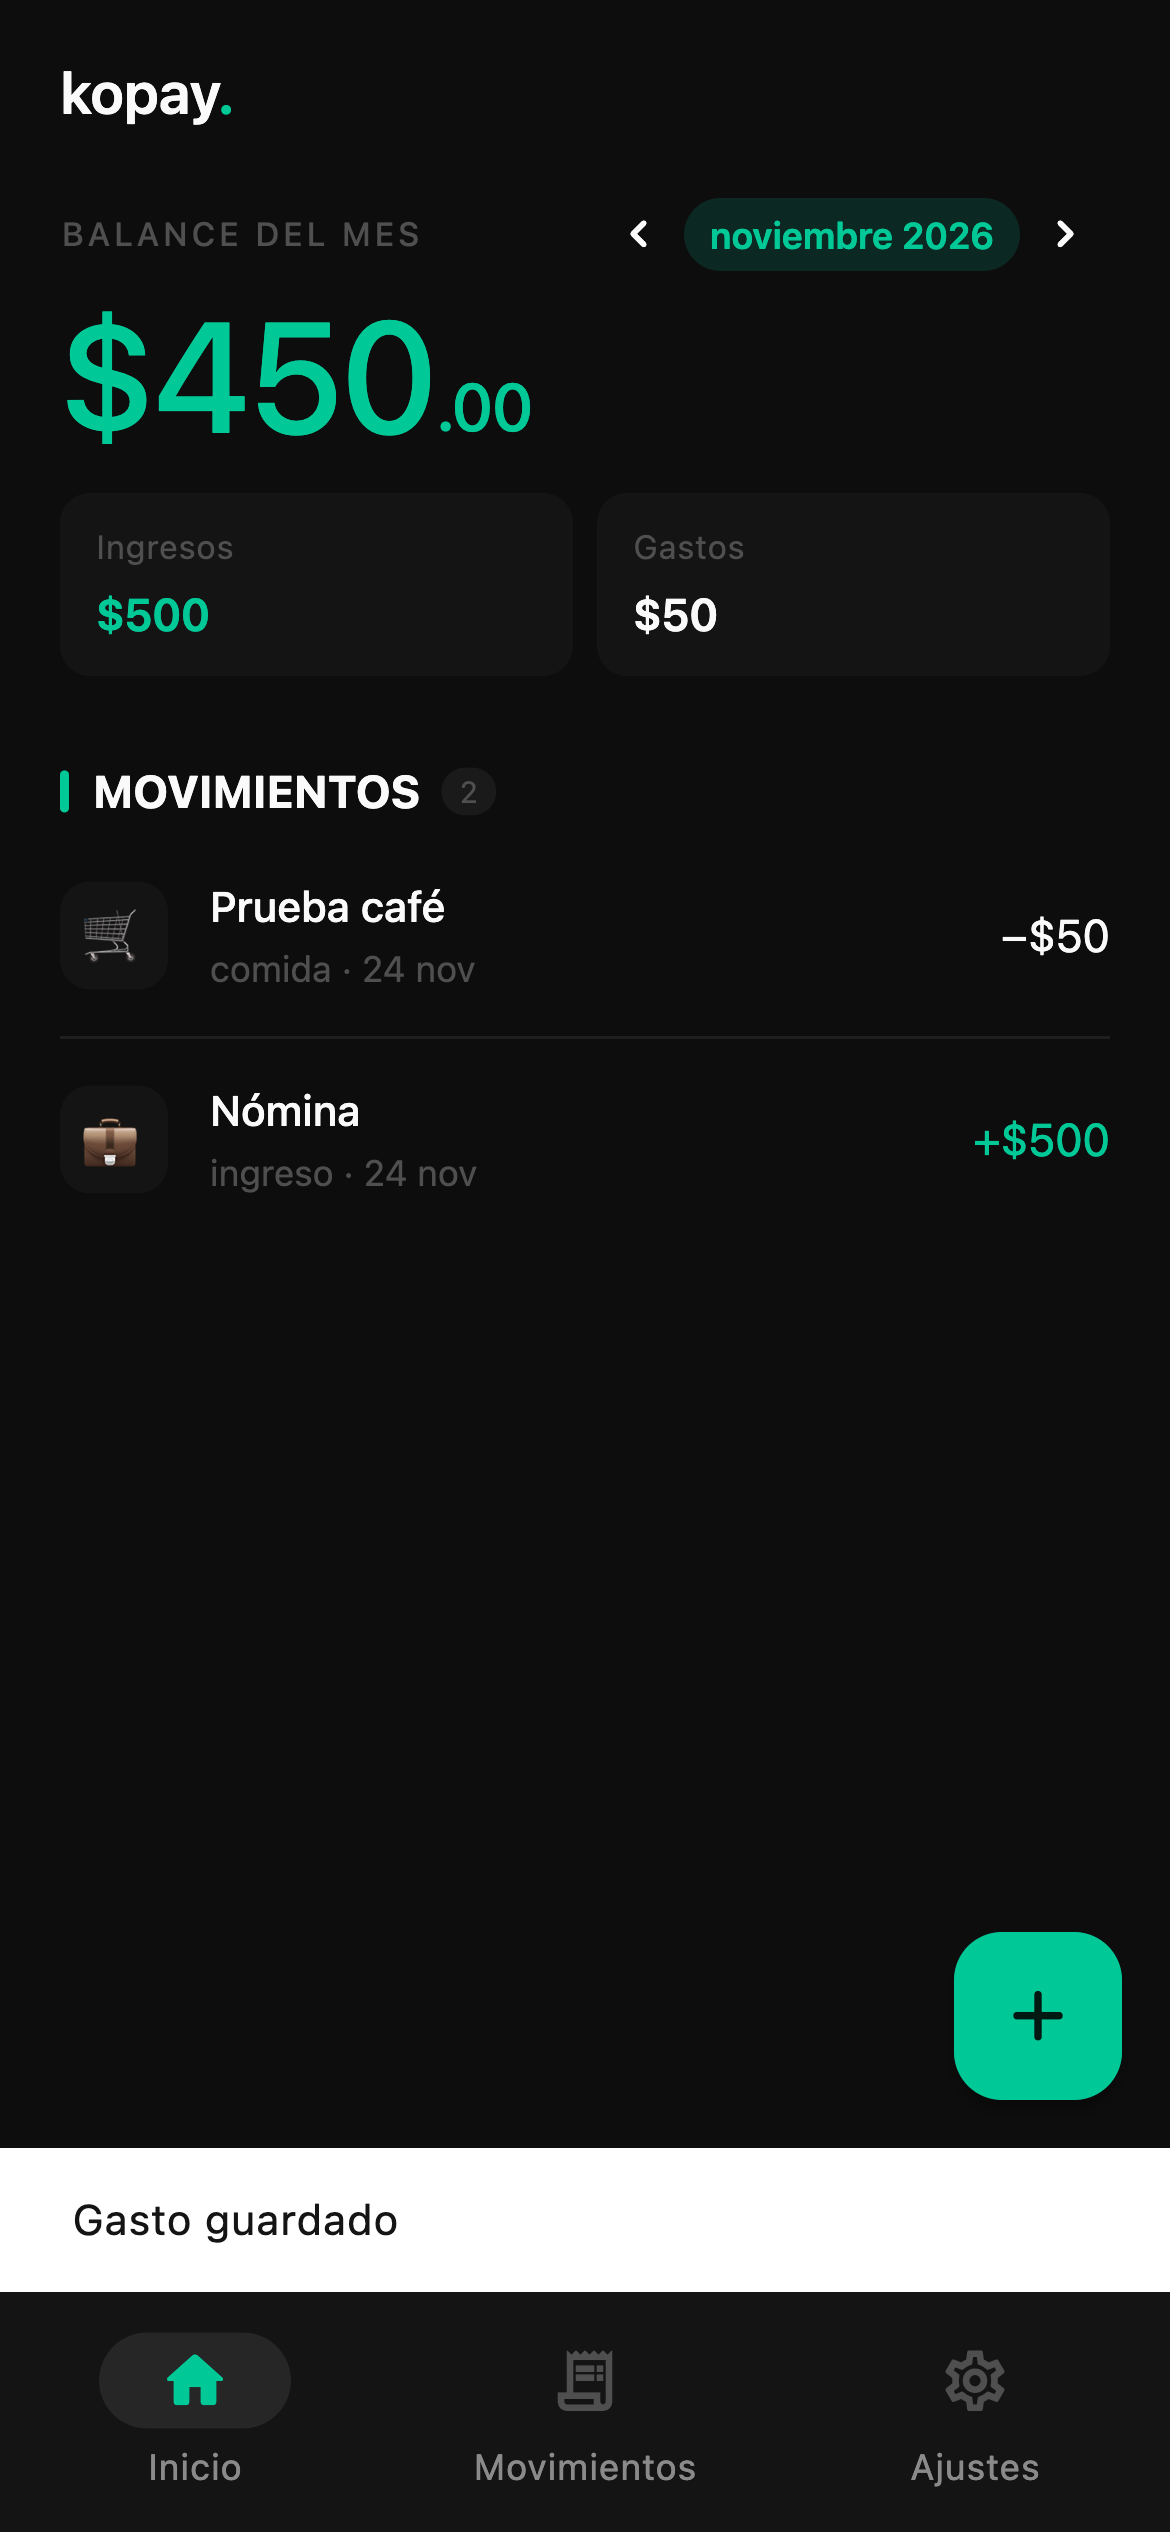 kopay.
BALANCE DEL MES
noviembre 2026
$450.00
Ingresos
$500
Gastos
$50
MOVIMIENTOS 2
Prueba café
comida · 24 nov
–$50
Nómina
ingreso · 24 nov
+$500
Gasto guardado
Inicio
Movimientos
Ajustes